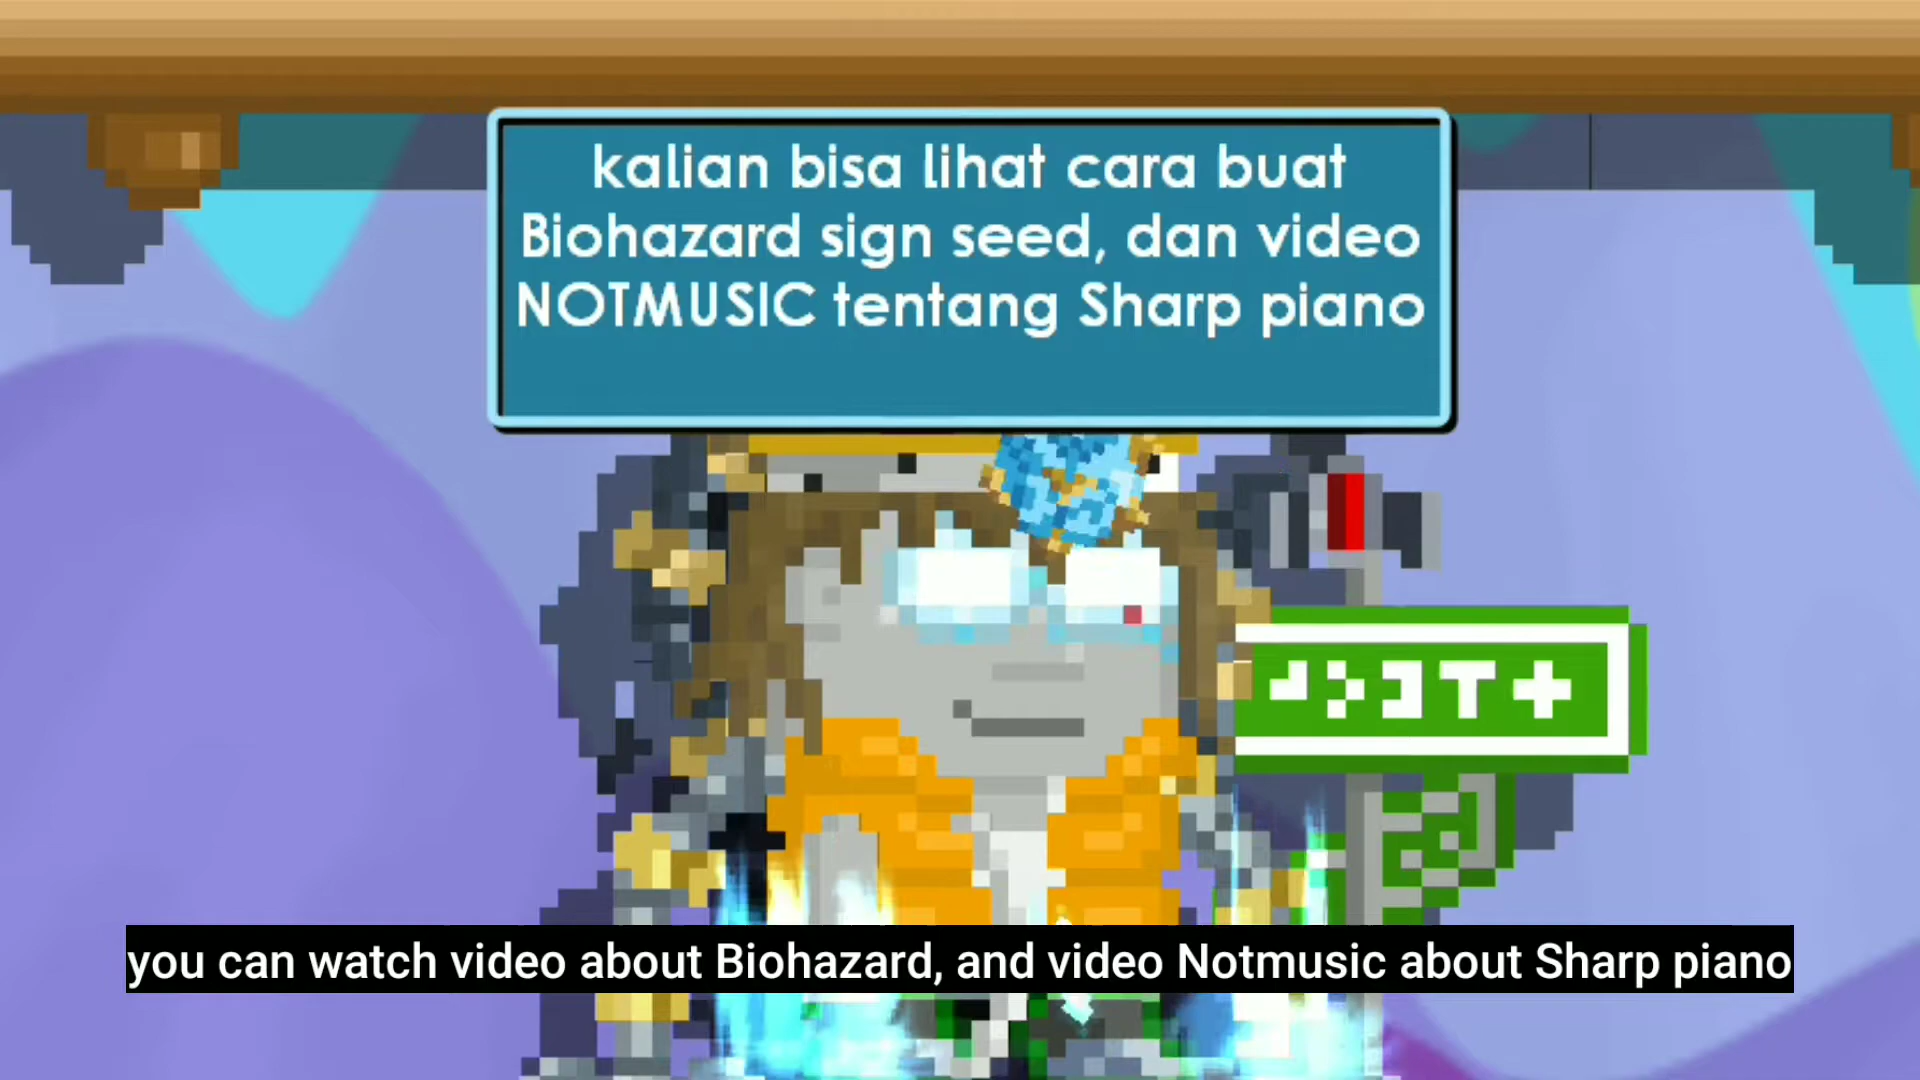 kalian bisa lihat cara buat
Biohazard sign seed, dan video
NOTMUSIC tentang Sharp piano
you can watch video about Biohazard, and video Notmusic about Sharp piano